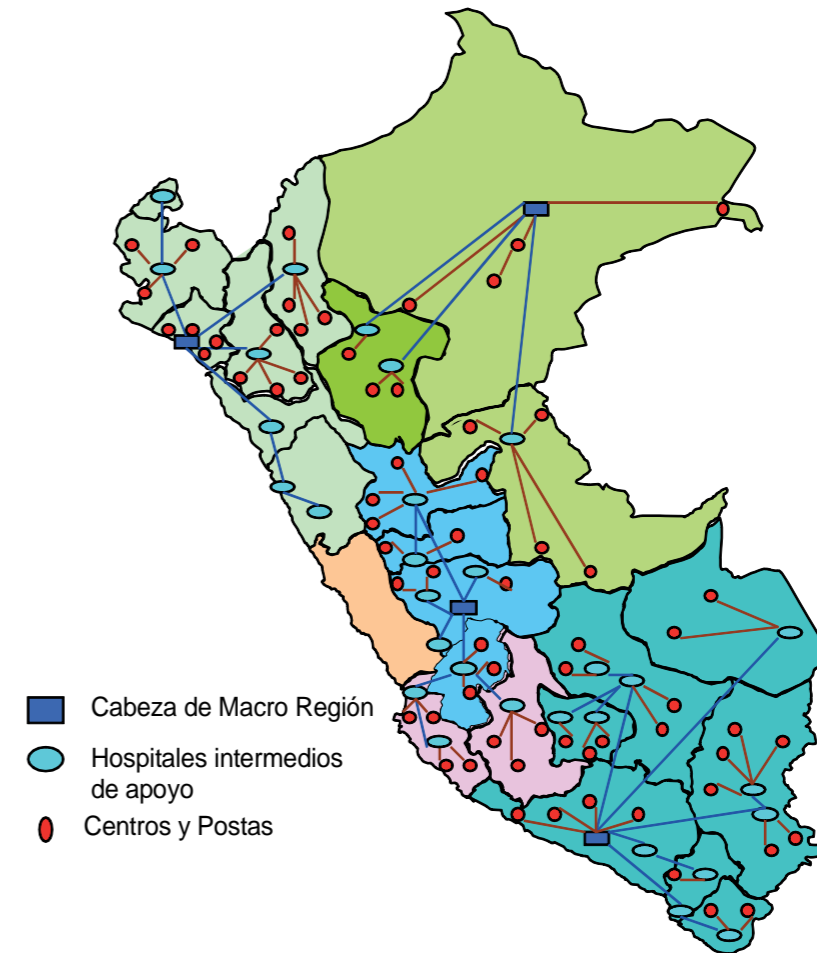 Cabeza de Macro Región
Hospitales intermedios
de apoyo
Centros y Postas